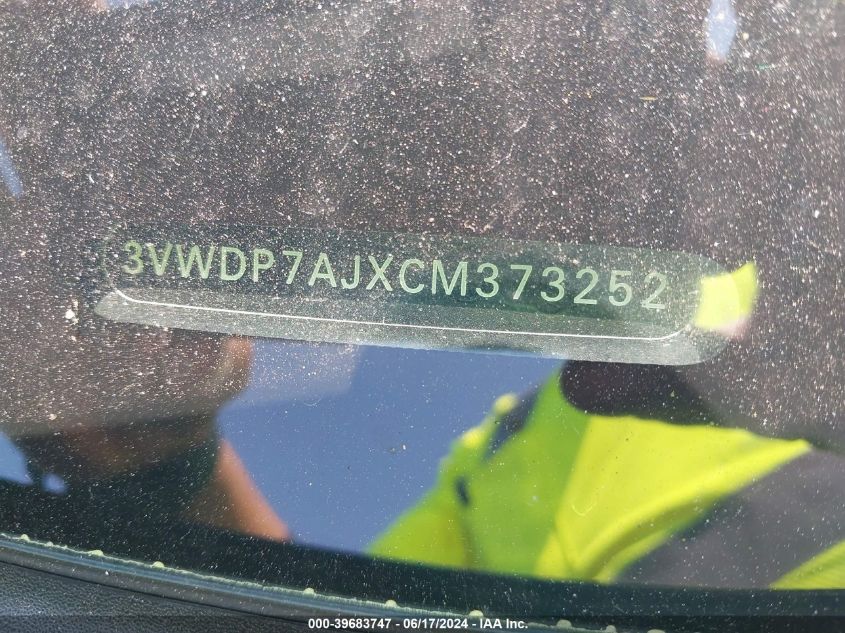 3VWDP7AJXCM373252
000-39683747 - 06/17/2024 - IAA Inc.